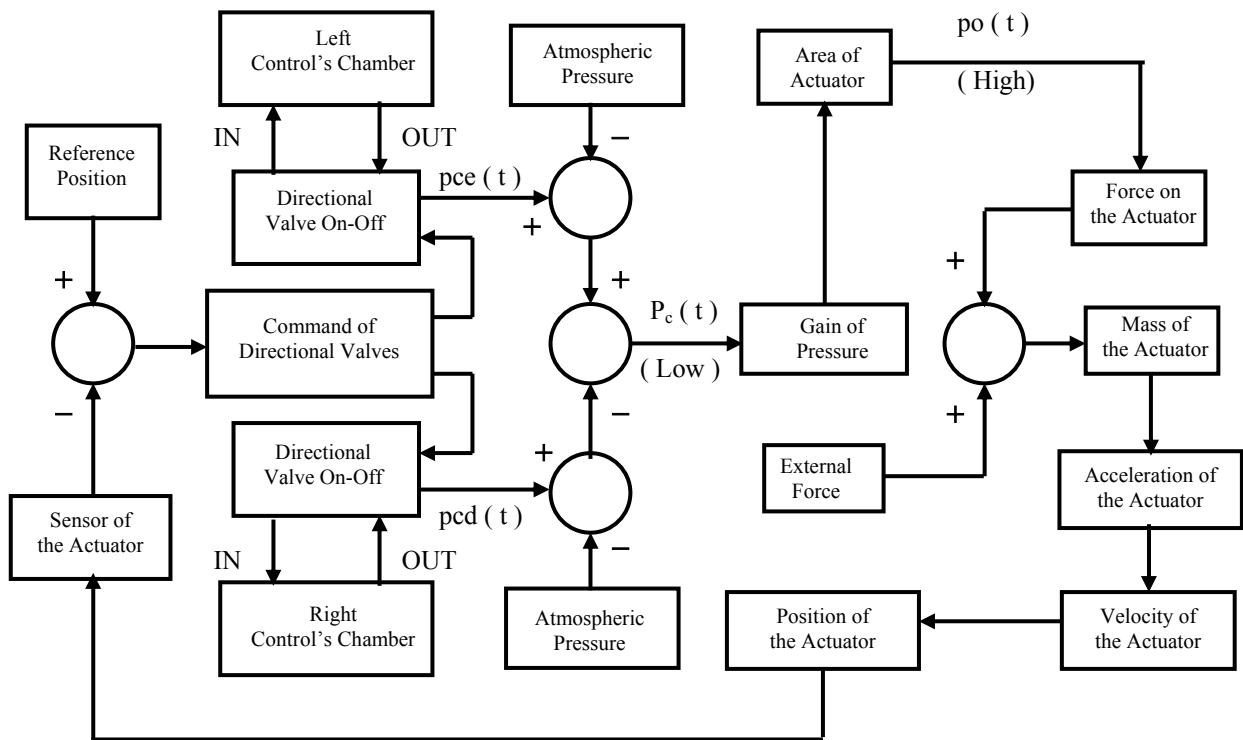 Left
Control's Chamber
IN
OUT
Atmospheric
Pressure
−
Area of
Actuator
po ( t )
( High)
Reference
Position
+
−
Directional
Valve On-Off
pce ( t )
+
+
Command of
Directional Valves
P_c ( t )
( Low )
−
Gain of
Pressure
Force on
the Actuator
+
+
Mass of
the Actuator
External
Force
Acceleration of
the Actuator
Directional
Valve On-Off
+
pcd ( t )
−
Sensor of
the Actuator
IN
OUT
Right
Control's Chamber
Atmospheric
Pressure
Position of
the Actuator
Velocity of
the Actuator